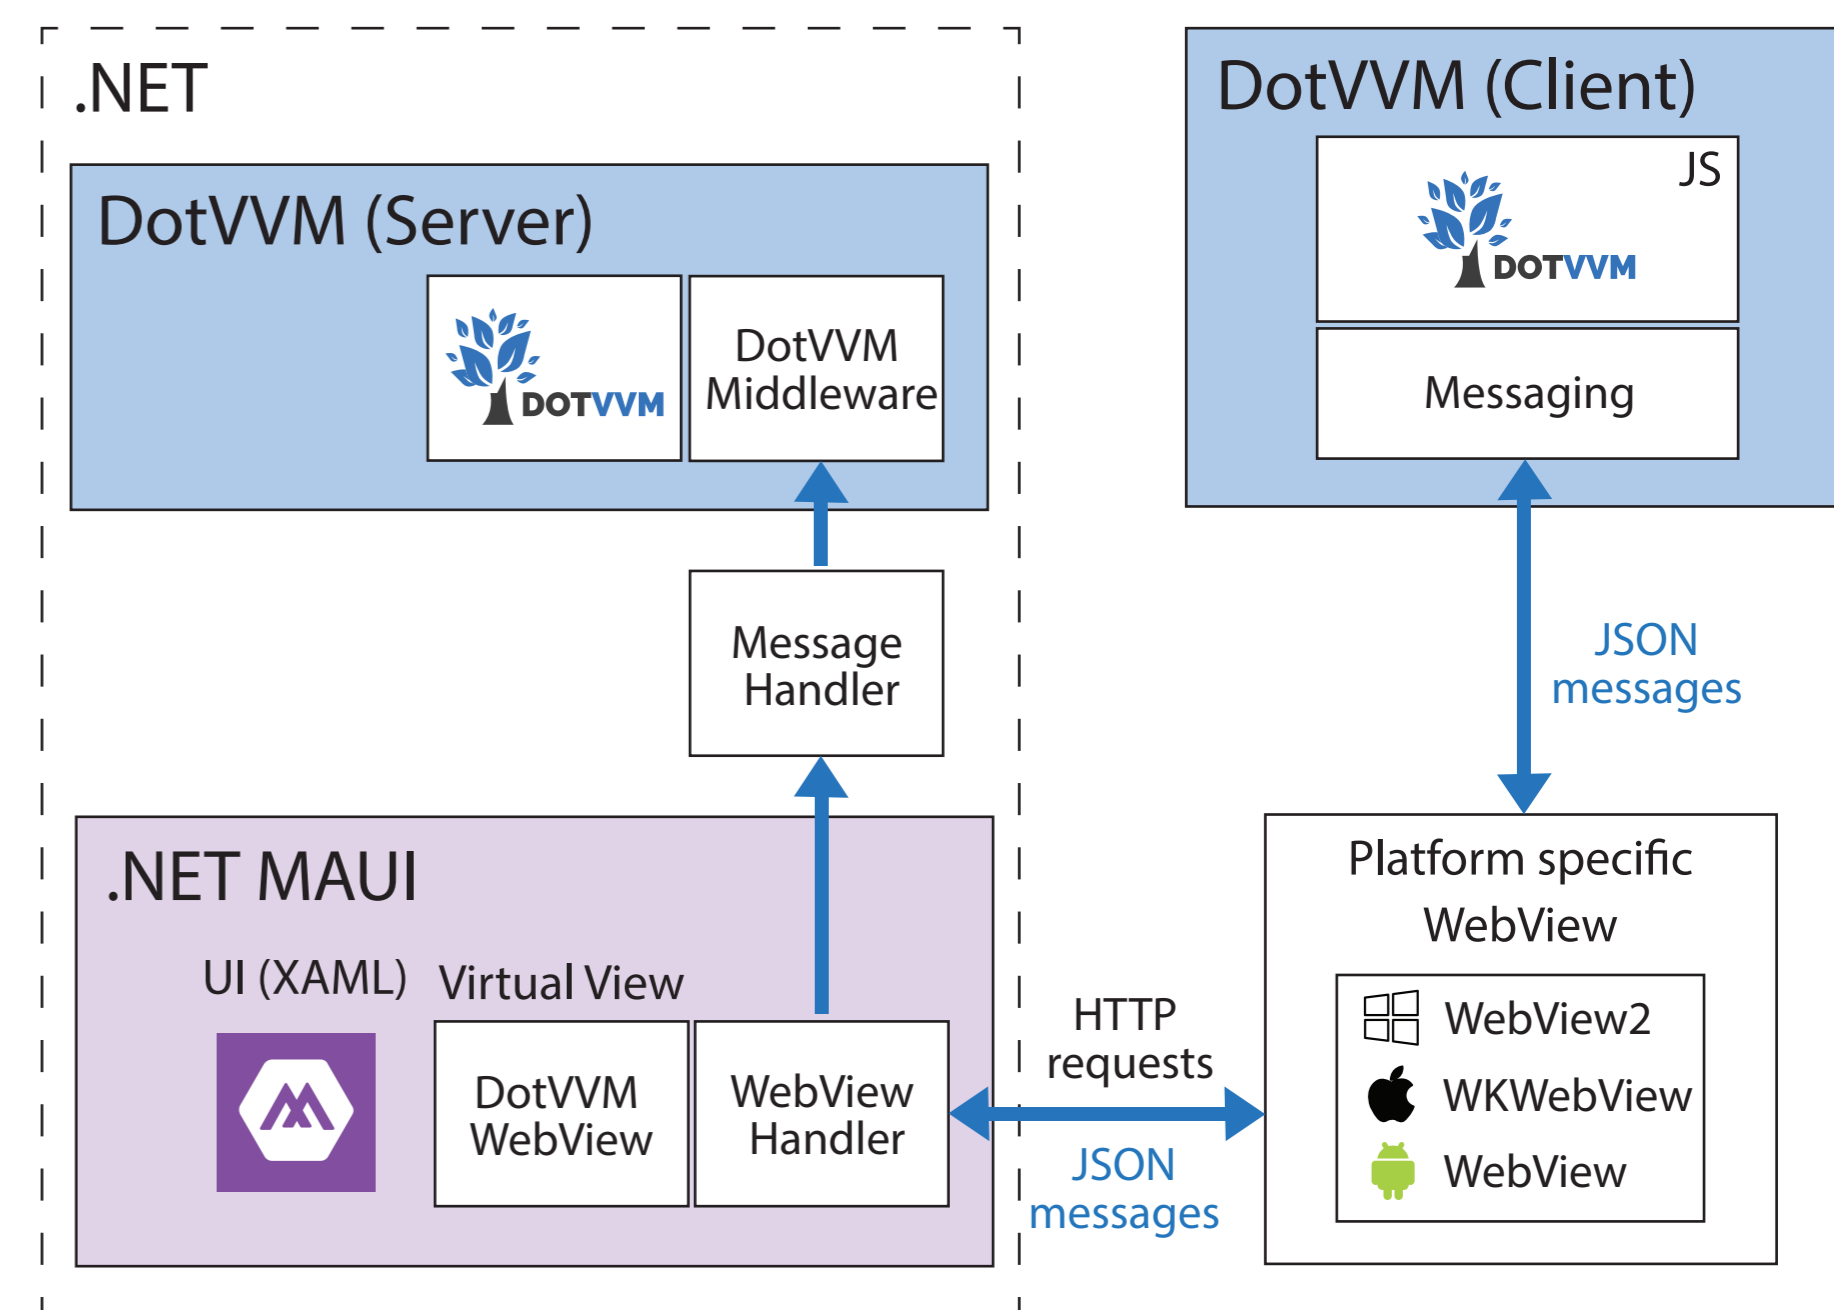 .NET
DotVVM (Server)
DOTVVM
DotVVM
Middleware
Message
Handler
.NET MAUI
UI (XAML)
Virtual View
DotVVM
WebView
WebView
Handler
HTTP
requests
JSON
messages
DotVVM (Client)
JS
DOTVVM
Messaging
JSON
messages
Platform specific
WebView
WebView2
WKWebView
WebView